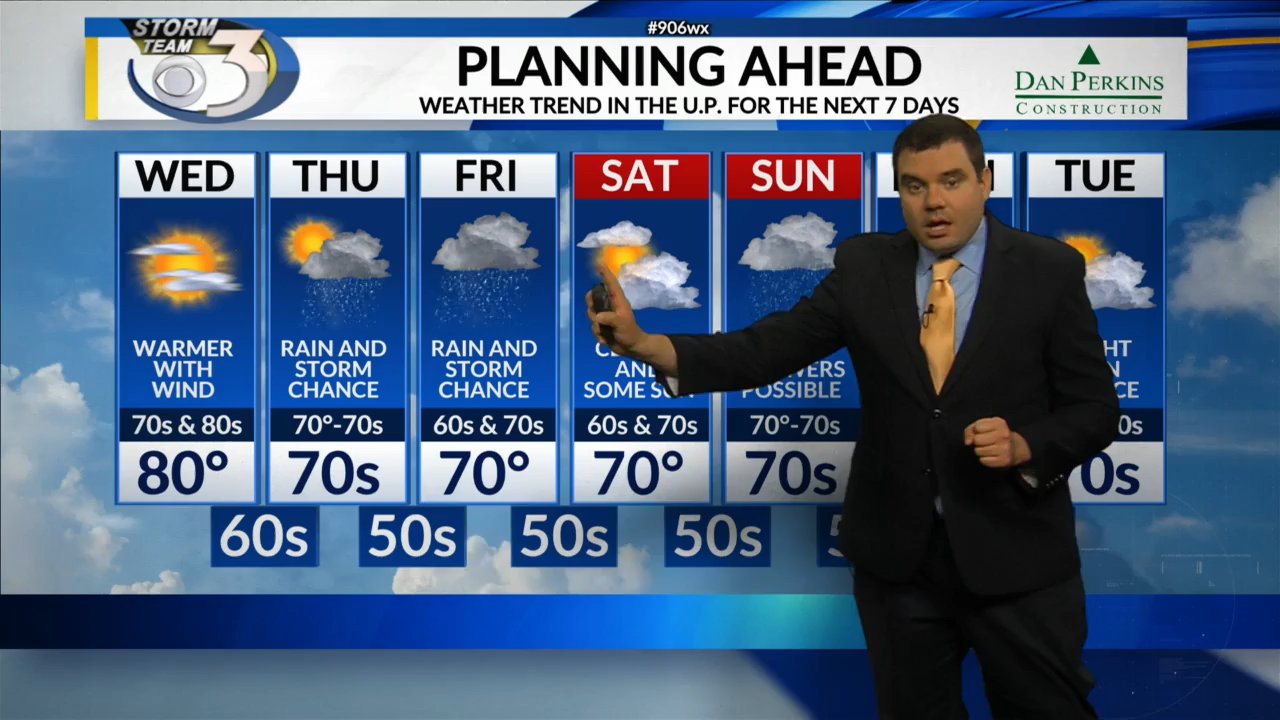 #906wx
STORM
TEAM
3
PLANNING AHEAD
WEATHER TREND IN THE U.P. FOR THE NEXT 7 DAYS
DAN PERKINS
CONSTRUCTION
WED
THU
FRI
SAT
SUN
TUE
WARMER
WITH
WIND
RAIN AND
STORM
CHANCE
RAIN AND
STORM
CHANCE
SOME
POSSIBLE
70s & 80s
70°-70s
60s & 70s
60s & 70s
70°-70s
80°
70s
70°
70°
70s
60s
50s
50s
50s